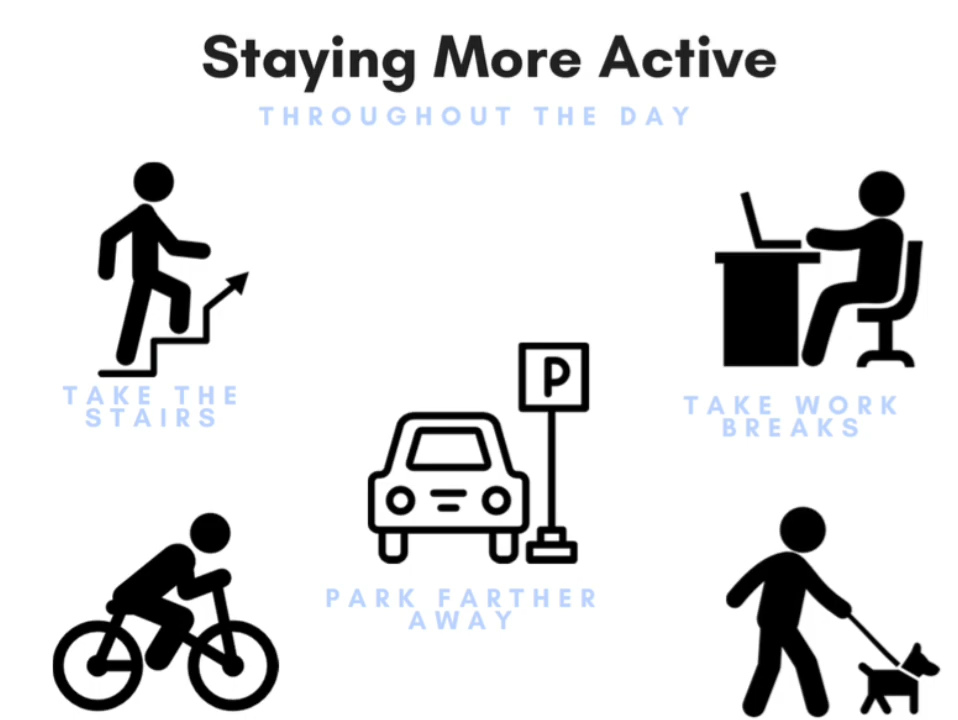 Staying More Active
THROUGHOUT THE DAY
TAKE THE
STAIRS
TAKE WORK
BREAKS
P
PARK FARTHER
AWAY